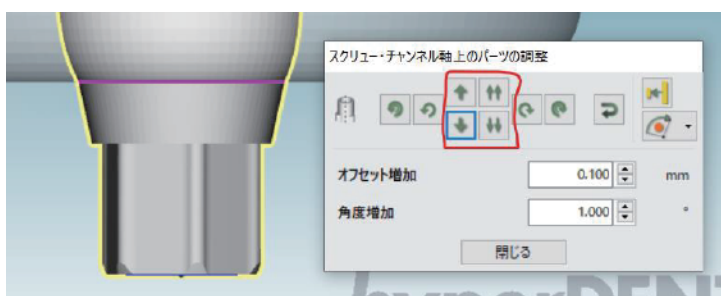 スクリュー・チャンネル軸上のパーツの調整
オフセット増加 0.100 mm
角度増加 1.000 °
閉じる
hyperDENT